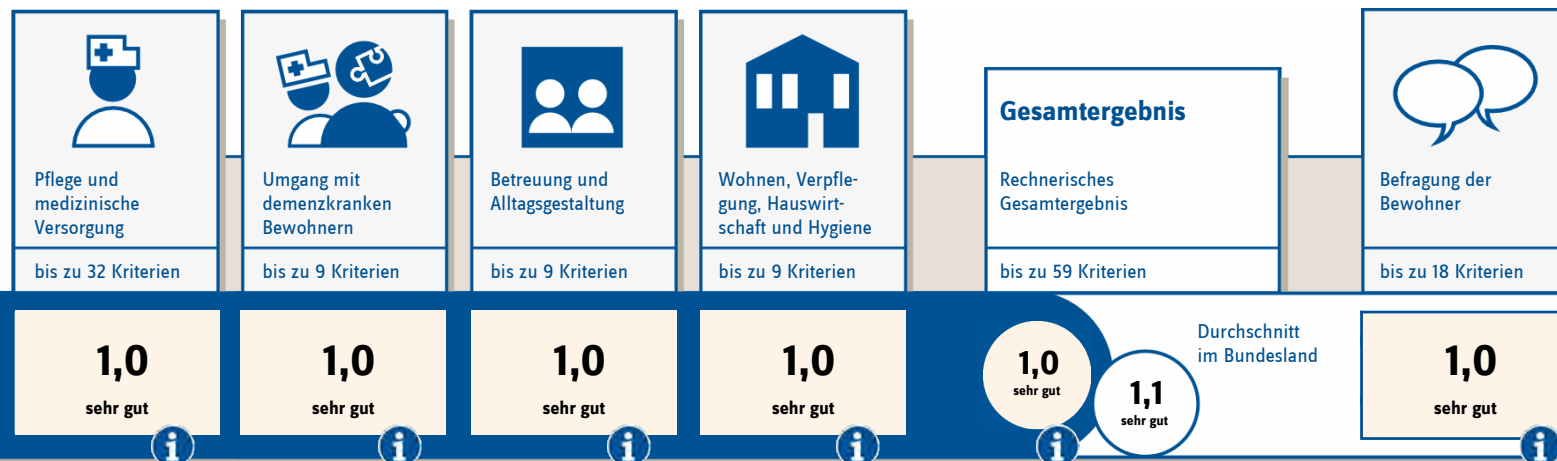 Pflege und
medizinische
Versorgung
bis zu 32 Kriterien
1,0
sehr gut
Umgang mit
demenzkranken
Bewohnern
bis zu 9 Kriterien
1,0
sehr gut
Betreuung und
Alltagsgestaltung
bis zu 9 Kriterien
1,0
sehr gut
Wohnen, Verpfle-
gung, Hauswirt-
schaft und Hygiene
bis zu 9 Kriterien
1,0
sehr gut
Gesamtergebnis
Rechnerisches
Gesamtergebnis
bis zu 59 Kriterien
1,0
sehr gut
1,1
sehr gut
Durchschnitt
im Bundesland
Befragung der
Bewohner
bis zu 18 Kriterien
1,0
sehr gut